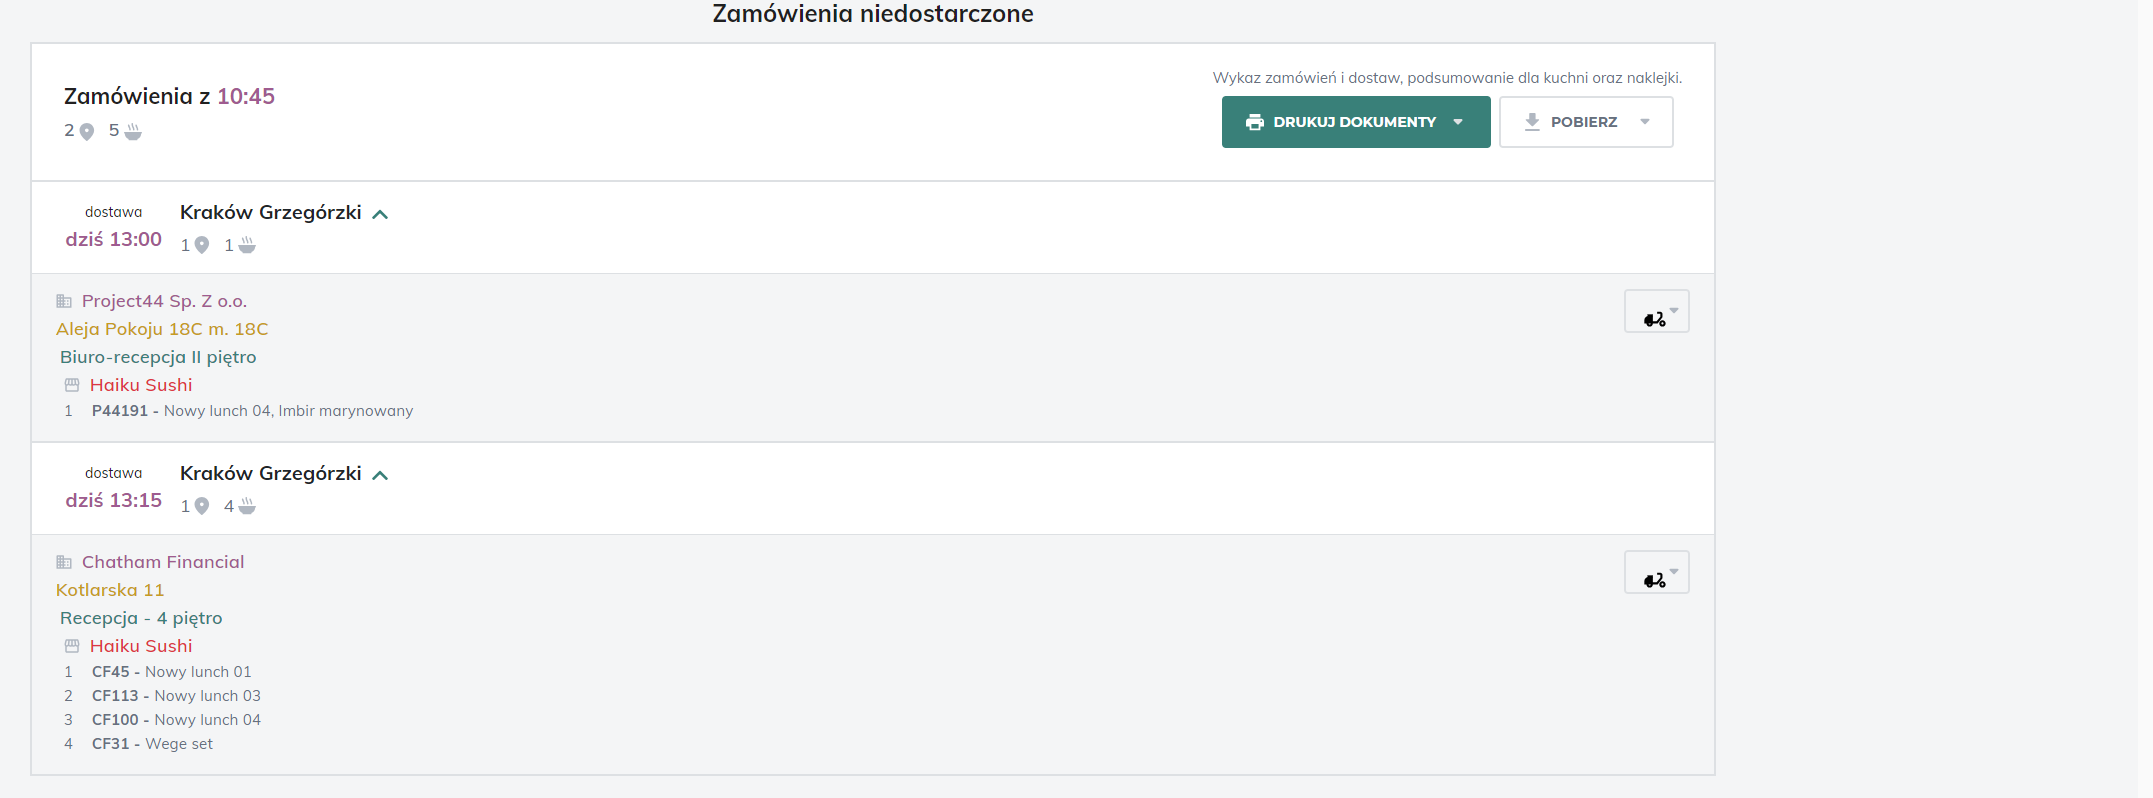 Zamówienia niedostarczone
Zamówienia z 10:45
2 5
Wykaz zamówień i dostaw, podsumowanie dla kuchni oraz naklejki.
DRUKUJ DOKUMENTY POBIERZ
dostawa Kraków Grzegórzki
dziś 13:00 1 1
Project44 Sp. Z o.o.
Aleja Pokoju 18C m. 18C
Biuro-recepcja II piętro
Haiku Sushi
1 P44191 - Nowy lunch 04, Imbir marynowany
dostawa Kraków Grzegórzki
dziś 13:15 1 4
Chatham Financial
Kotlarska 11
Recepcja - 4 piętro
Haiku Sushi
1 CF45 - Nowy lunch 01
2 CF113 - Nowy lunch 03
3 CF100 - Nowy lunch 04
4 CF31 - Wege set